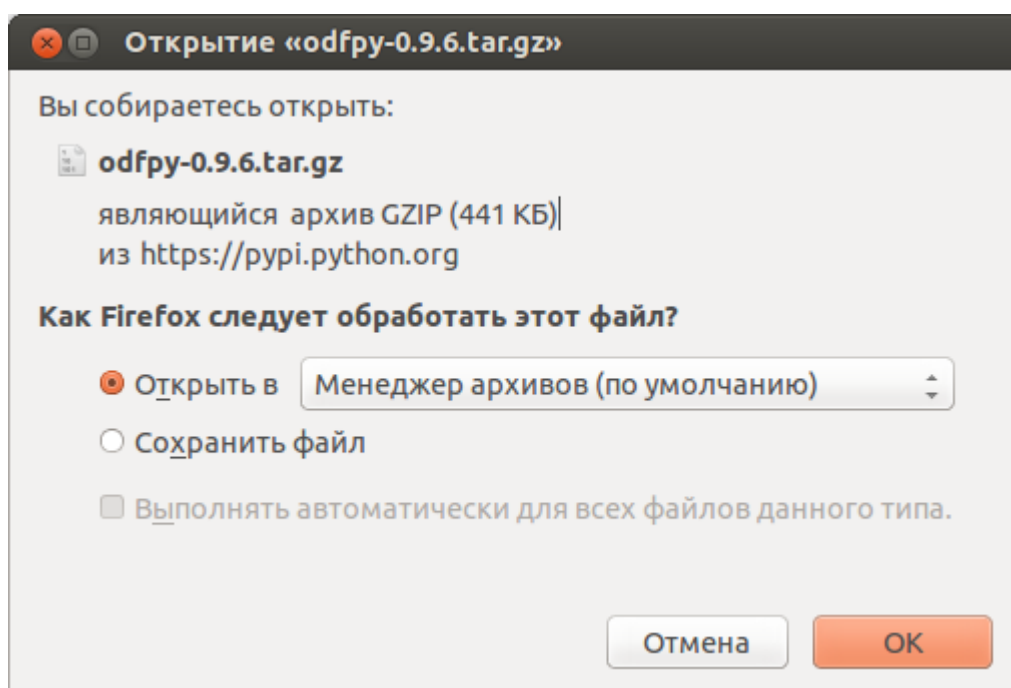 Открытие «odfpy-0.9.6.tar.gz»
Вы собираетесь открыть:
odfpy-0.9.6.tar.gz
являющийся архив GZIP (441 КБ)
из https://pypi.python.org
Как Firefox следует обработать этот файл?
Открыть в Менеджер архивов (по умолчанию)
Сохранить файл
Выполнять автоматически для всех файлов данного типа.
Отмена OK